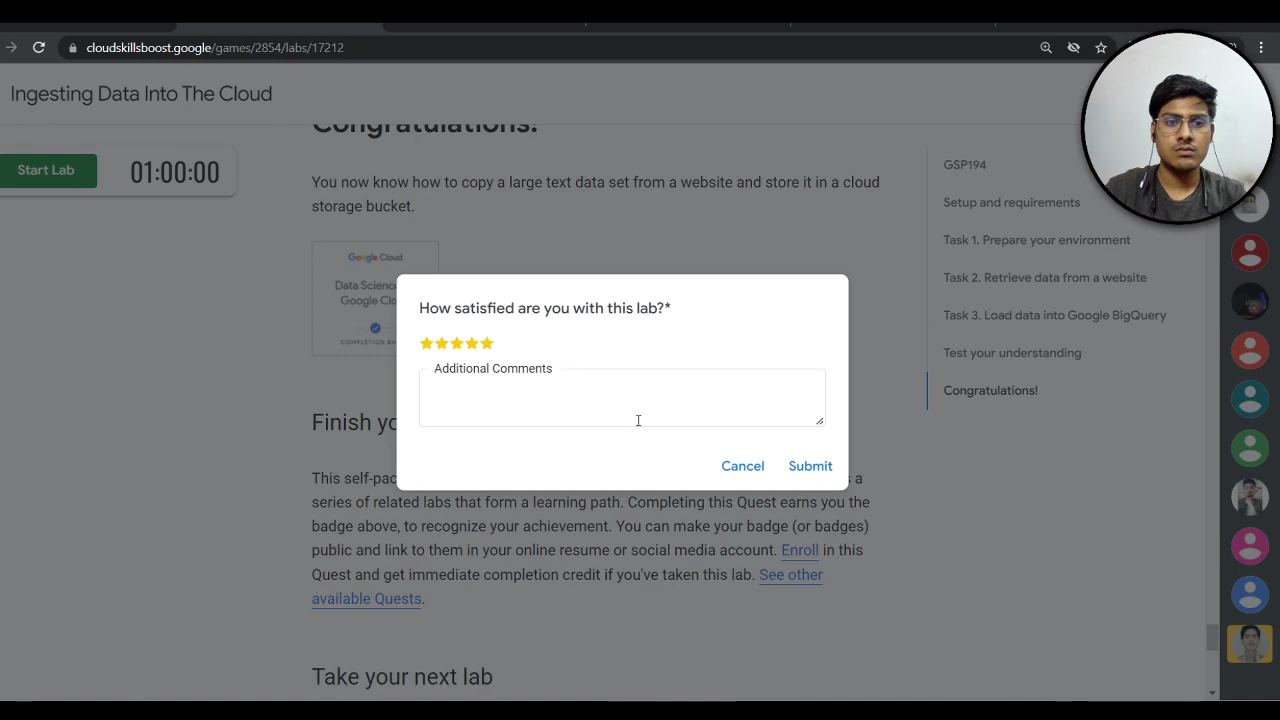 cloudskillsboost.google/games/2854/labs/17212
Ingesting Data Into The Cloud
Start Lab
01:00:00
Congratulations!
You now know how to copy a large text data set from a website and store it in a cloud
storage bucket.
Google Cloud
Data Science
Google Clo
COMPLETION BA
How satisfied are you with this lab?*
Additional Comments
Cancel
Submit
Finish yo
This self-pac
s a
series of related labs that form a learning path. Completing this Quest earns you the
badge above, to recognize your achievement. You can make your badge (or badges)
public and link to them in your online resume or social media account. Enroll in this
Quest and get immediate completion credit if you've taken this lab. See other
available Quests.
Take your next lab
GSP194
Setup and requirements
Task 1. Prepare your environment
Task 2. Retrieve data from a website
Task 3. Load data into Google BigQuery
Test your understanding
Congratulations!